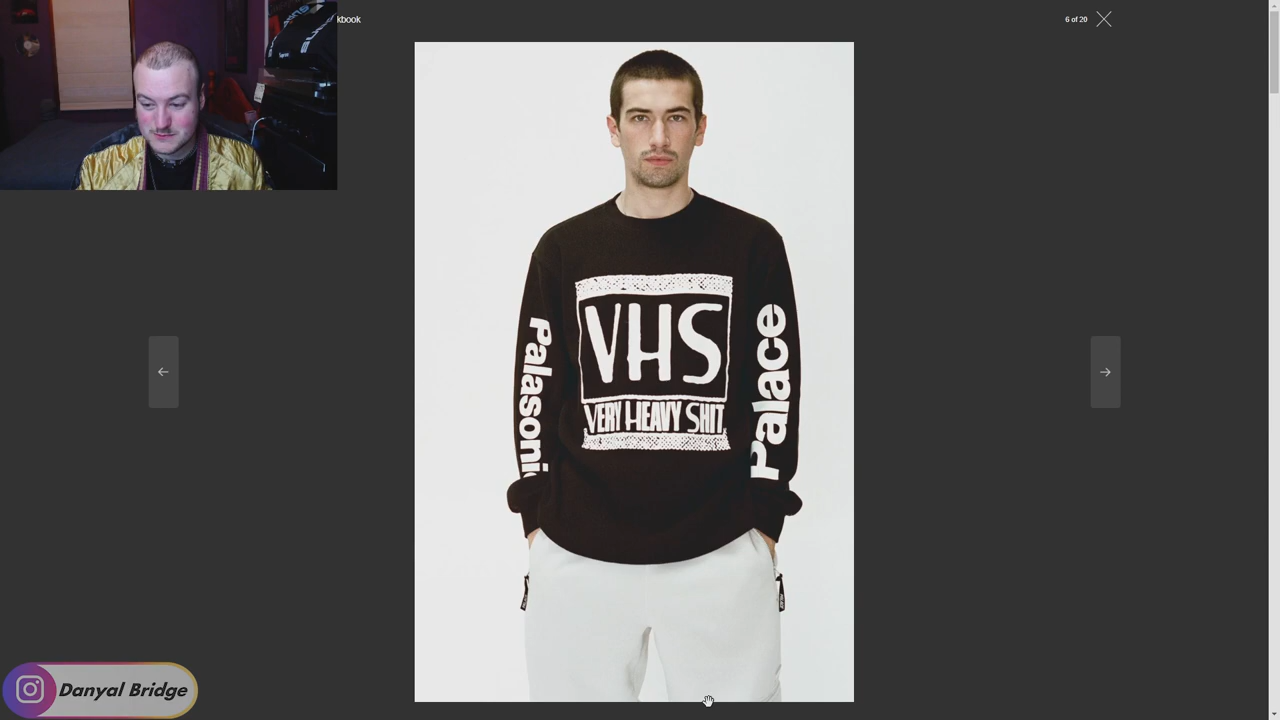 kbook
6 of 20
VHS
VERY HEAVY SHIT
Palasonic
Palace
Danyal Bridge